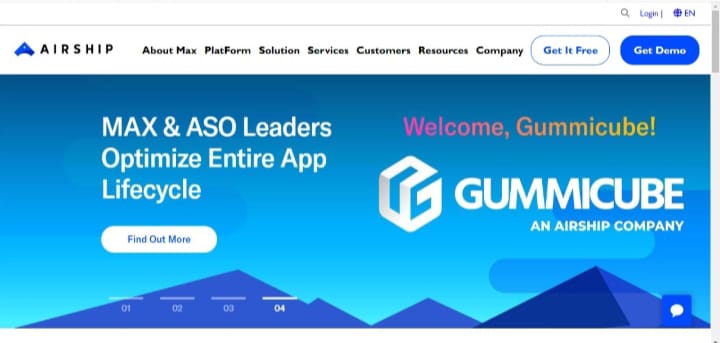 Login | EN
AIRSHIP About Max PlatForm Solution Services Customers Resources Company Get It Free Get Demo
MAX & ASO Leaders
Optimize Entire App
Lifecycle
Find Out More
Welcome, Gummicube!
GUMMICUBE
AN AIRSHIP COMPANY
01 02 03 04